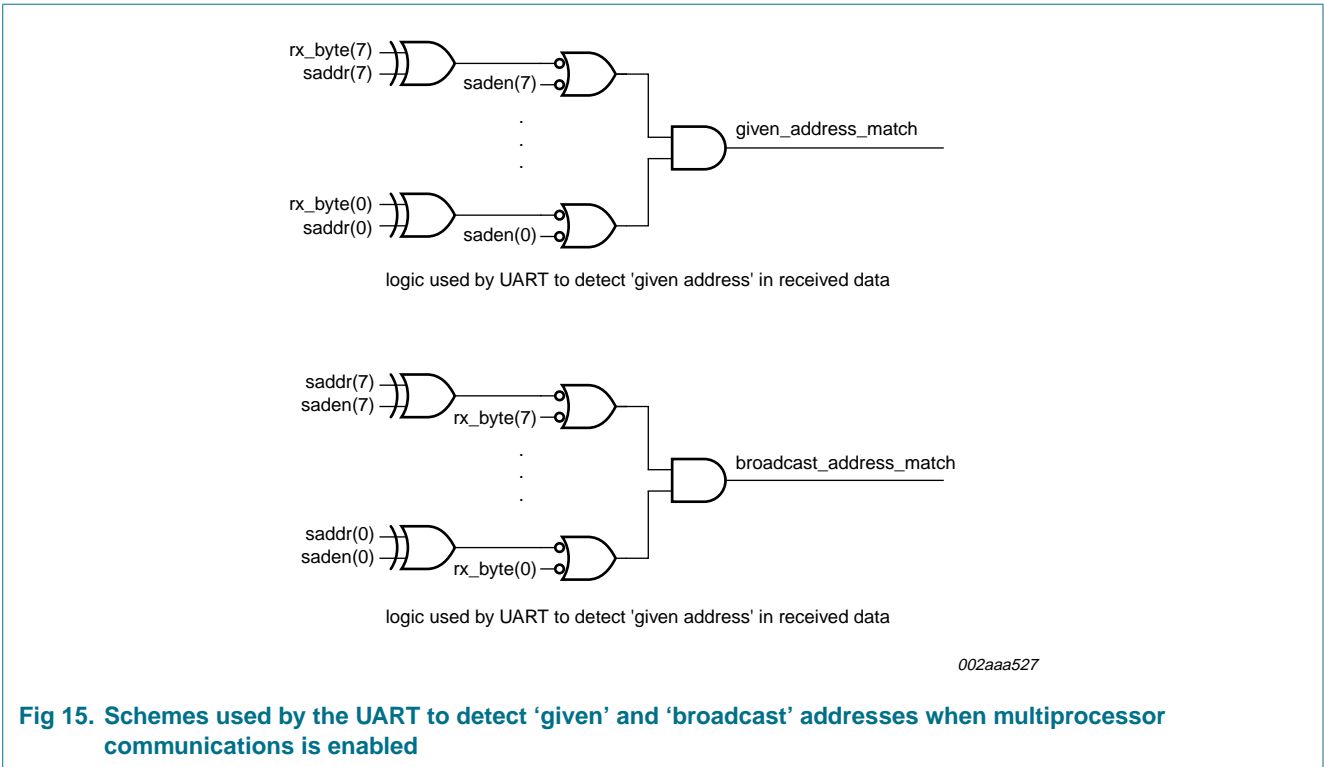 rx_byte(7)
saddr(7)
saden(7)
.
.
.
given_address_match
rx_byte(0)
saddr(0)
saden(0)
logic used by UART to detect 'given address' in received data
saddr(7)
saden(7)
rx_byte(7)
.
.
.
broadcast_address_match
saddr(0)
saden(0)
rx_byte(0)
logic used by UART to detect 'given address' in received data
002aaa527
Fig 15. Schemes used by the UART to detect ‘given’ and ‘broadcast’ addresses when multiprocessor
communications is enabled